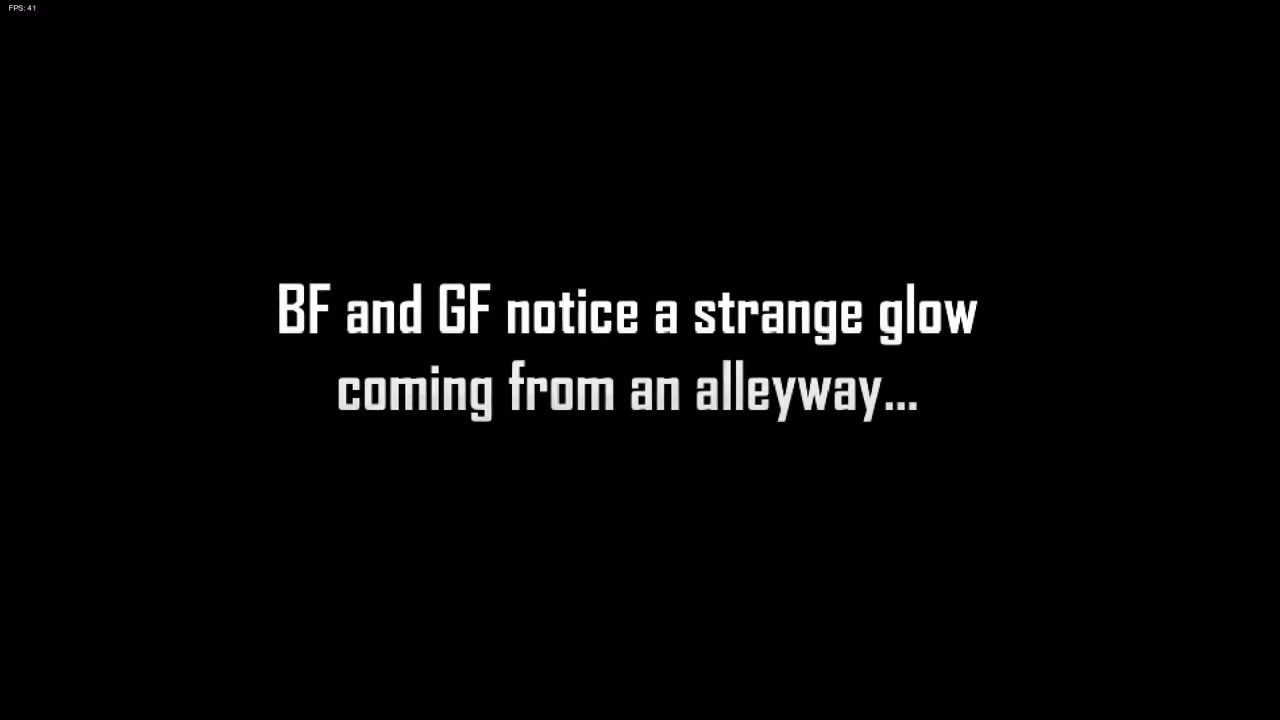 FPS: 41
BF and GF notice a strange glow
coming from an alleyway...